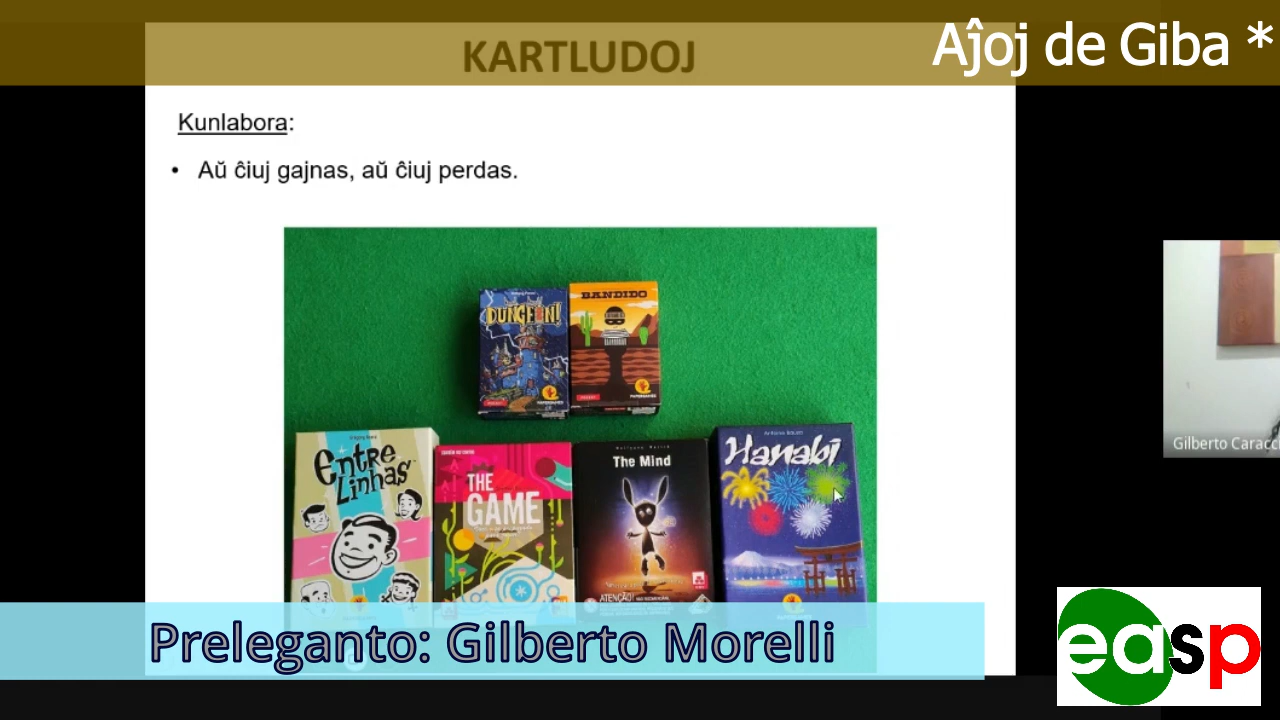 Aĵoj de Giba *
KARTLUDOJ
Kunlabora:
• Aŭ ĉiuj gajnas, aŭ ĉiuj perdas.
DUNGEON!
BANDIDO
Entre
Linhas
THE
GAME
The Mind
ATENÇÃO!
Hanabi
Gilberto Caracc
Preleganto: Gilberto Morelli
easp